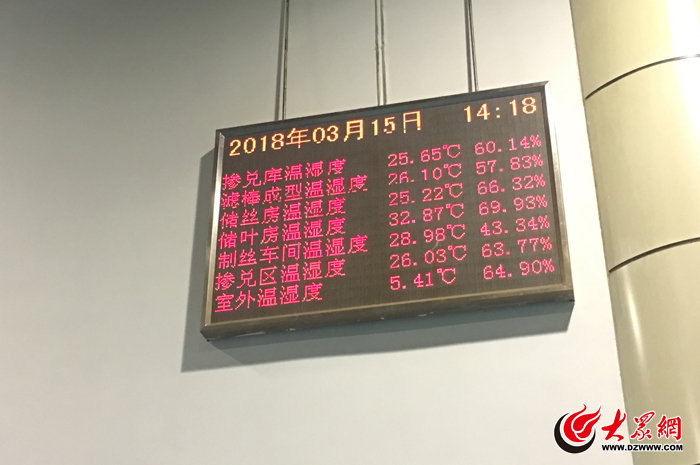 2018年03月15日 14:18
掺兑库温湿度 25.65℃ 60.14%
滤棒成型温湿度 26.10℃ 57.83%
储丝房温湿度 25.22℃ 66.32%
储叶房温湿度 32.87℃ 69.93%
制丝车间温湿度 28.98℃ 43.34%
掺兑区温湿度 26.03℃ 63.77%
室外温湿度 5.41℃ 64.90%
大眾網
WWW.DZWWW.COM